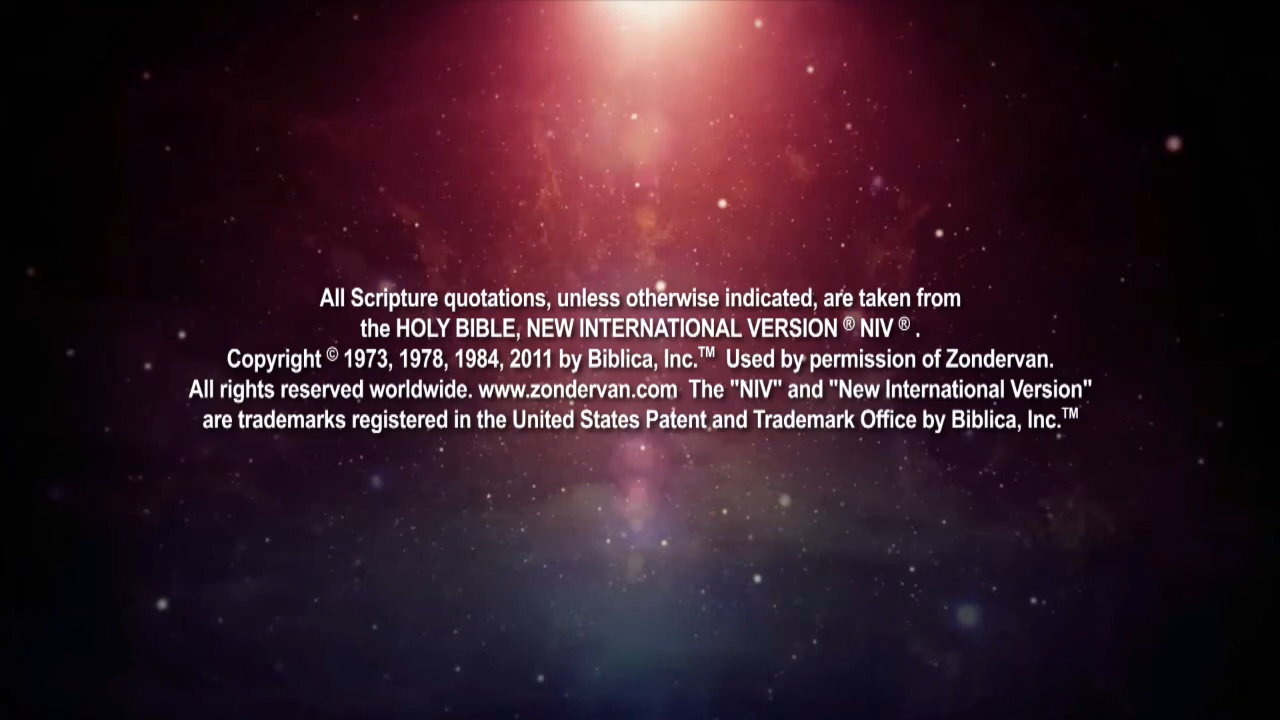 All Scripture quotations, unless otherwise indicated, are taken from
the HOLY BIBLE, NEW INTERNATIONAL VERSION ® NIV ® .
Copyright © 1973, 1978, 1984, 2011 by Biblica, Inc.™ Used by permission of Zondervan.
All rights reserved worldwide. www.zondervan.com The "NIV" and "New International Version"
are trademarks registered in the United States Patent and Trademark Office by Biblica, Inc.™